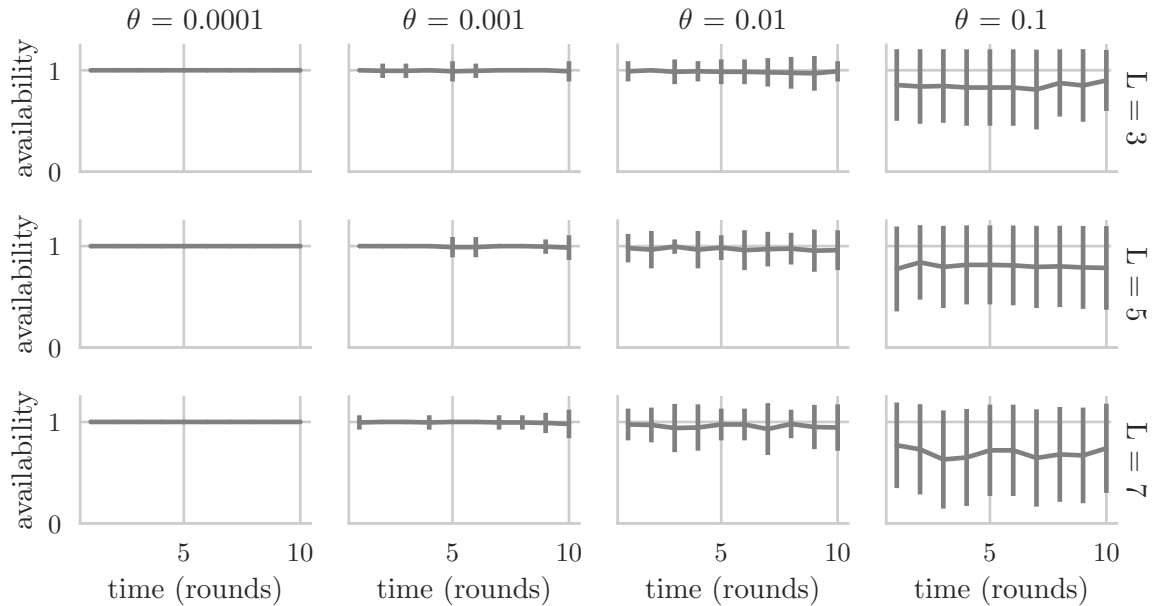 θ = 0.0001 θ = 0.001 θ = 0.01 θ = 0.1
availability
1
0
L = 3
availability
1
0
L = 5
availability
1
0
L = 7
5 10 5 10 5 10 5 10
time (rounds) time (rounds) time (rounds) time (rounds)